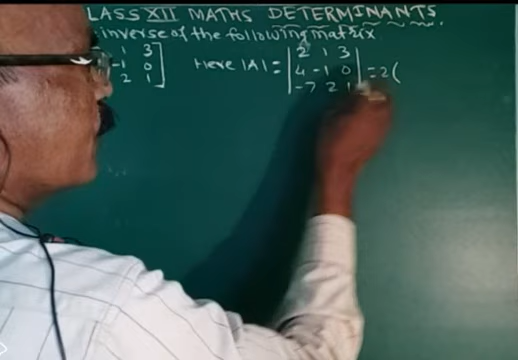 LASS XII MATHS DETERMINANTS
inverse of the following matrix
1 3 2 1 3
-1 0 Here |A| = 4 -1 0 = 2(
2 1 -7 2 1